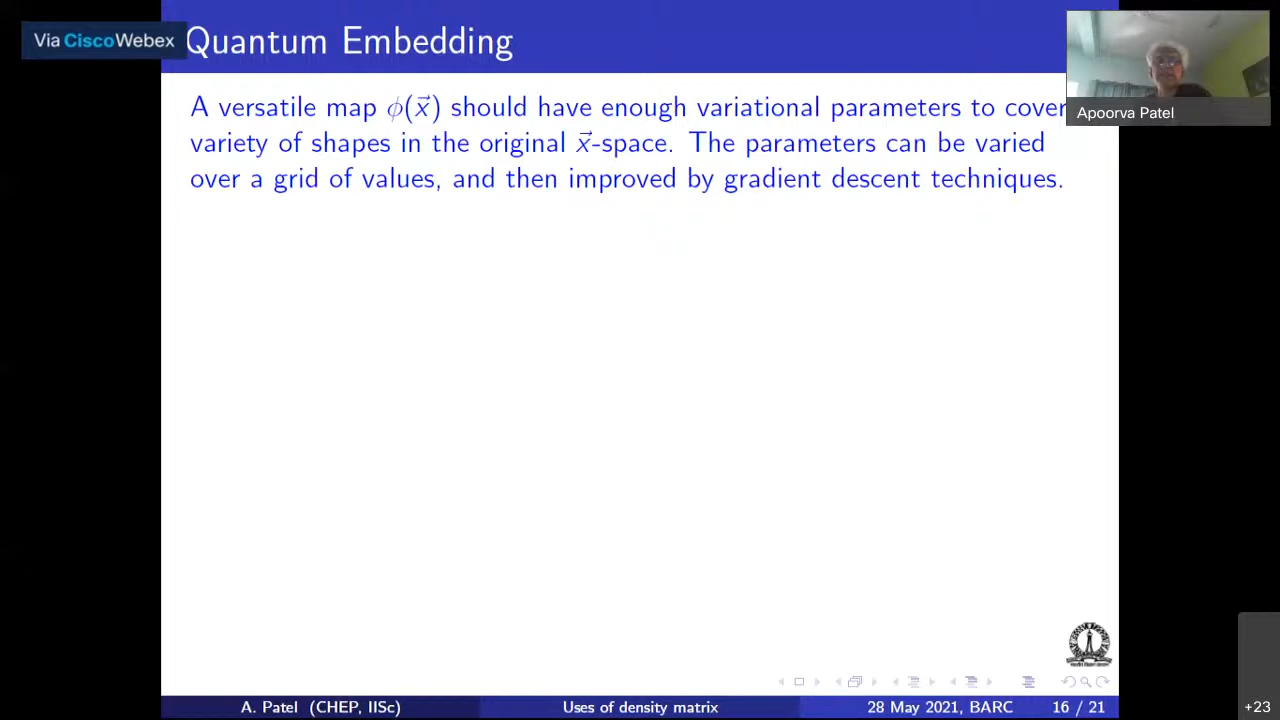 Via CiscoWebex
Quantum Embedding
A versatile map ϕ(x⃗) should have enough variational parameters to cover
variety of shapes in the original x⃗-space. The parameters can be varied
over a grid of values, and then improved by gradient descent techniques.
Apoorva Patel
A. Patel (CHEP, IISc) Uses of density matrix 28 May 2021, BARC 16 / 21
+23